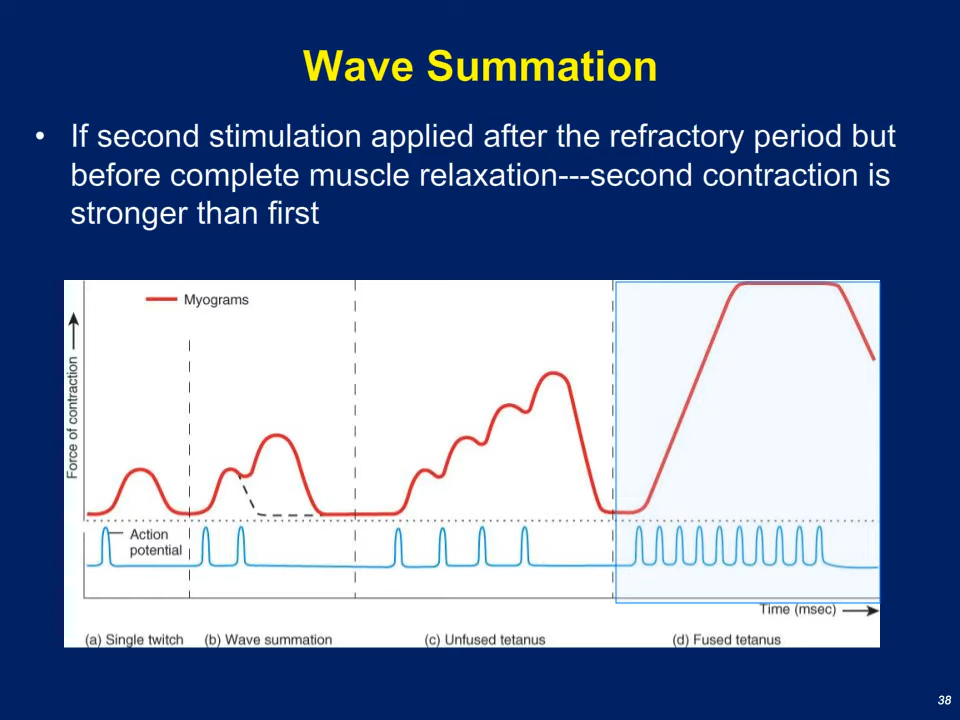 Wave Summation
• If second stimulation applied after the refractory period but
before complete muscle relaxation---second contraction is
stronger than first
Myograms
Force of contraction
Action
potential
Time (msec)
(a) Single twitch
(b) Wave summation
(c) Unfused tetanus
(d) Fused tetanus
38